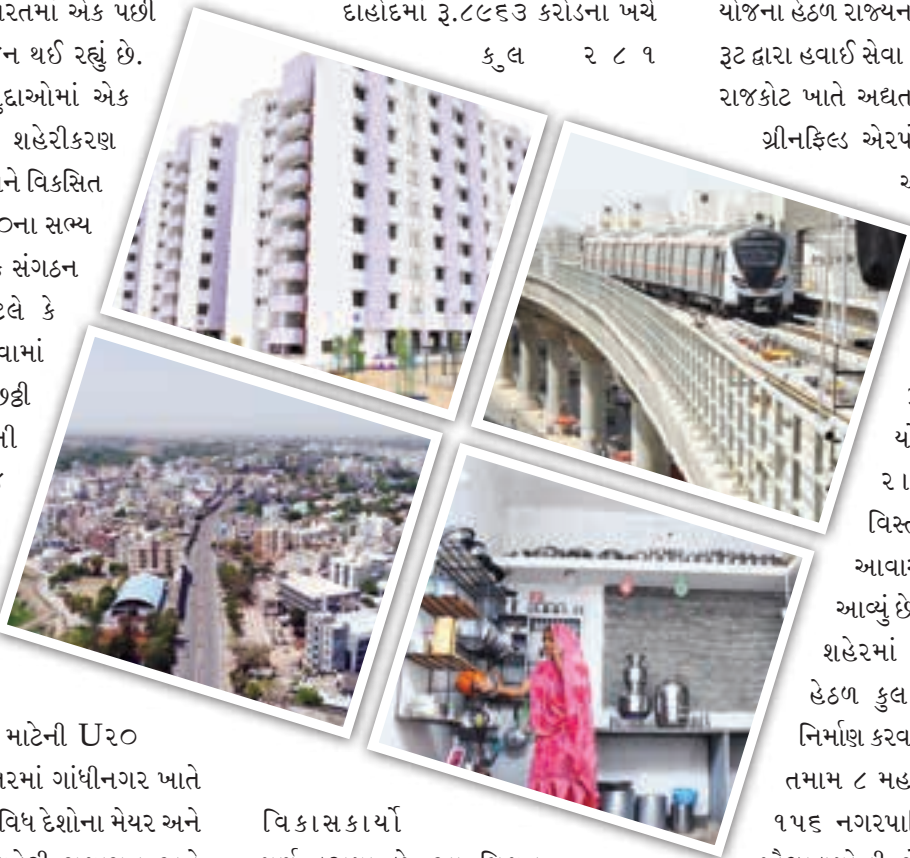 રતમા એક પછી
ન થઈ રહ્યું છે.
દ્દાઓમાં એક
શહેરીકરણ
ને વિકસિત
૦ના સભ્ય
સંગઠન
લે કે
વામાં
છઠ્ઠી
ની
માટેની U૨૦
રમાં ગાંધીનગર ખાતે
વિધ દેશોના મેયર અને
દાહોદમા રૂ.૮૯૬૩ કરોડના ખર્ચે
કુલ ૨૮૧
વિકાસકાર્યો
યોજના હેઠળ રાજ્યન
રૂટ દ્વારા હવાઈ સેવા
રાજકોટ ખાતે અદ્યત
ગ્રીનફિલ્ડ એરપો
યો
રા
વિસ્ત
આવા
આવ્યું છે
શહેરમાં
હેઠળ કુલ
નિર્માણ કરવ
તમામ ૮ મહ
૧૫૬ નગરપા